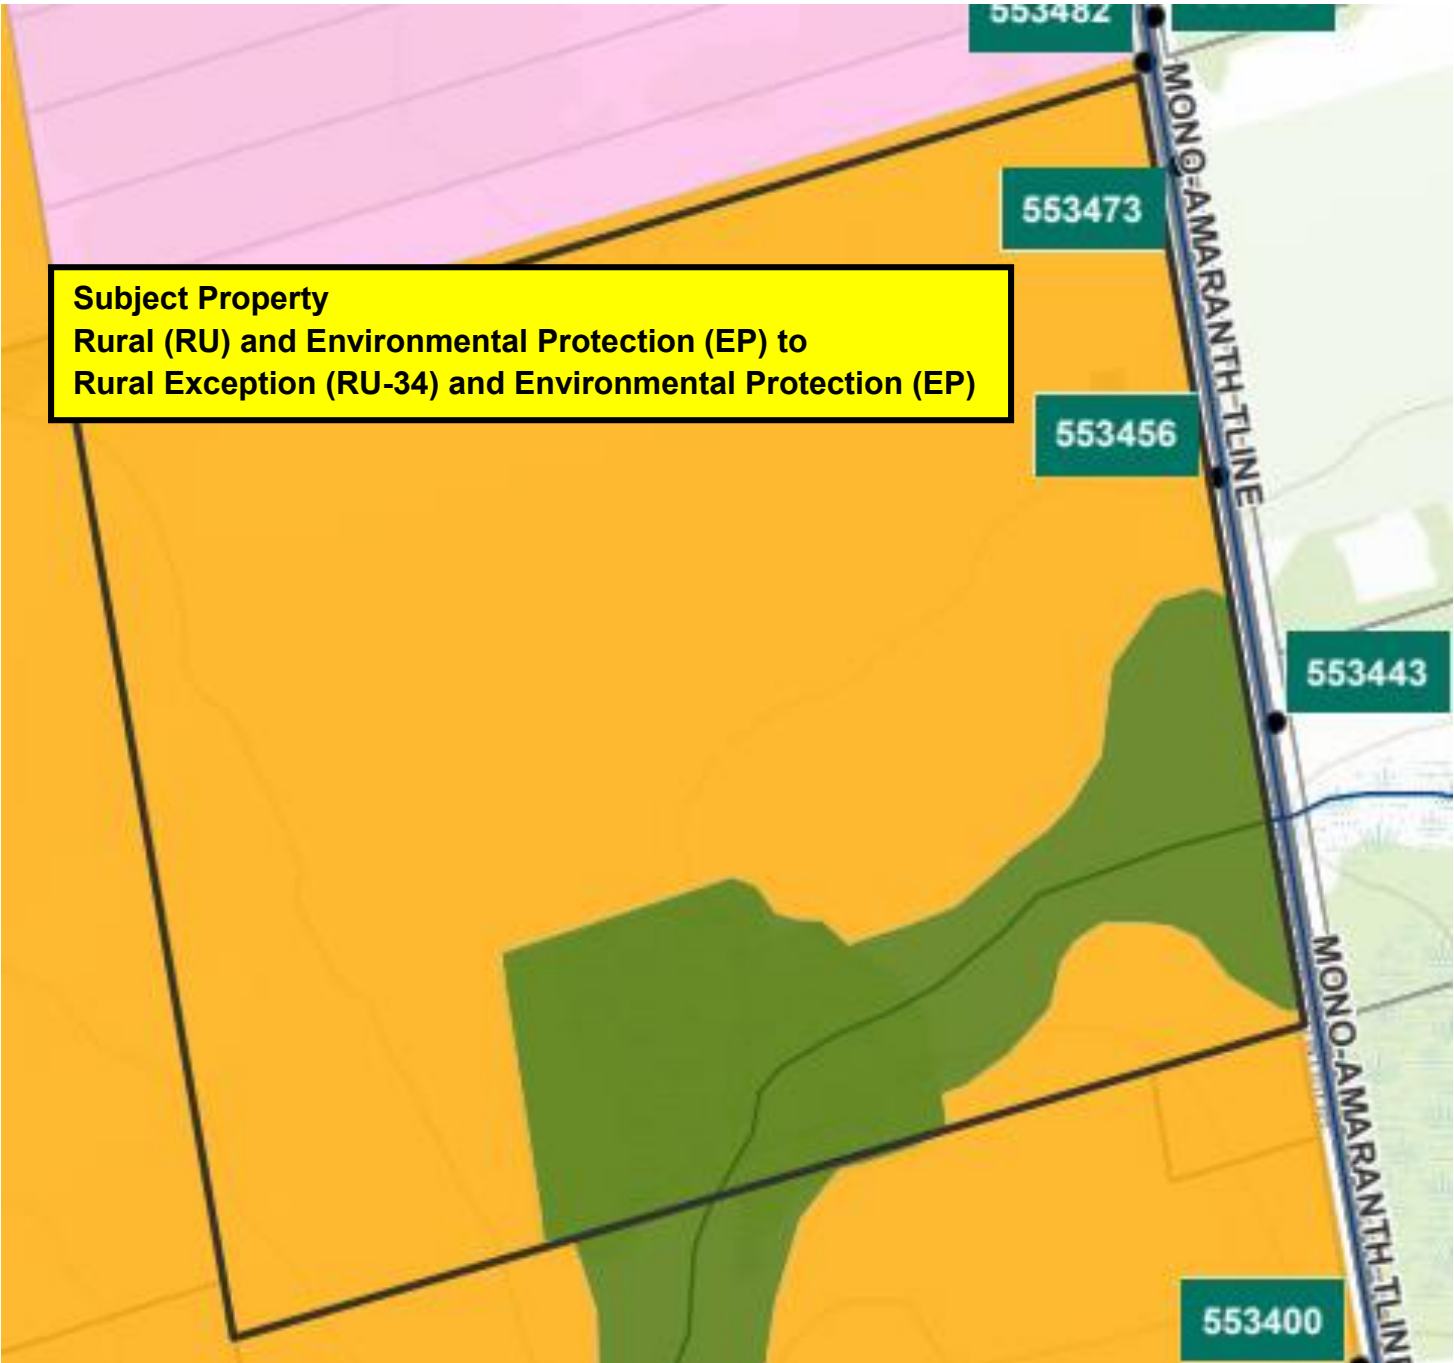 553482
MONO-AMARANTH TLINE
553473
Subject Property
Rural (RU) and Environmental Protection (EP) to
Rural Exception (RU-34) and Environmental Protection (EP)
553456
553443
MONO-AMARANTH TLINE
553400